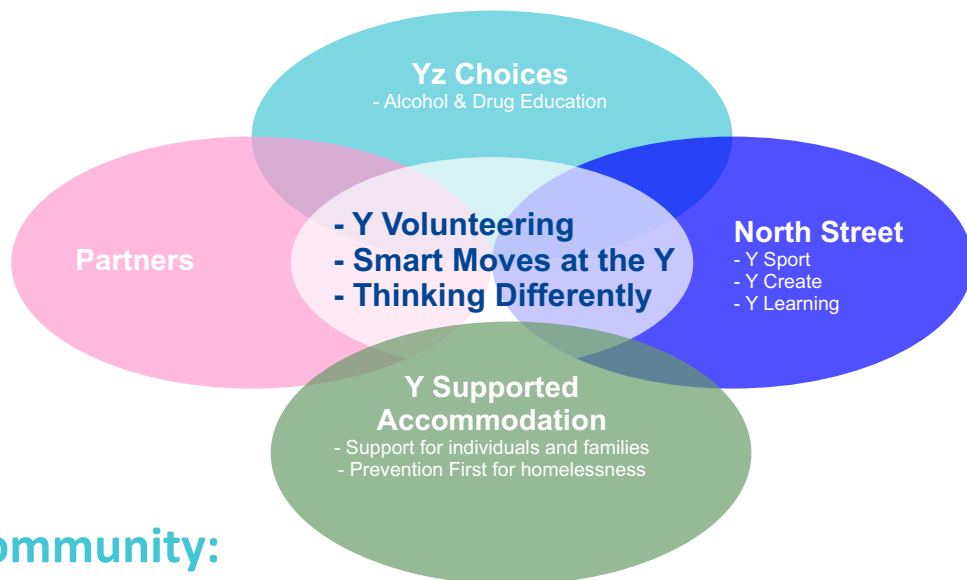 Yz Choices
- Alcohol & Drug Education
Partners
- Y Volunteering
- Smart Moves at the Y
- Thinking Differently
North Street
- Y Sport
- Y Create
- Y Learning
Y Supported
Accommodation
- Support for individuals and families
- Prevention First for homelessness
ommunity: